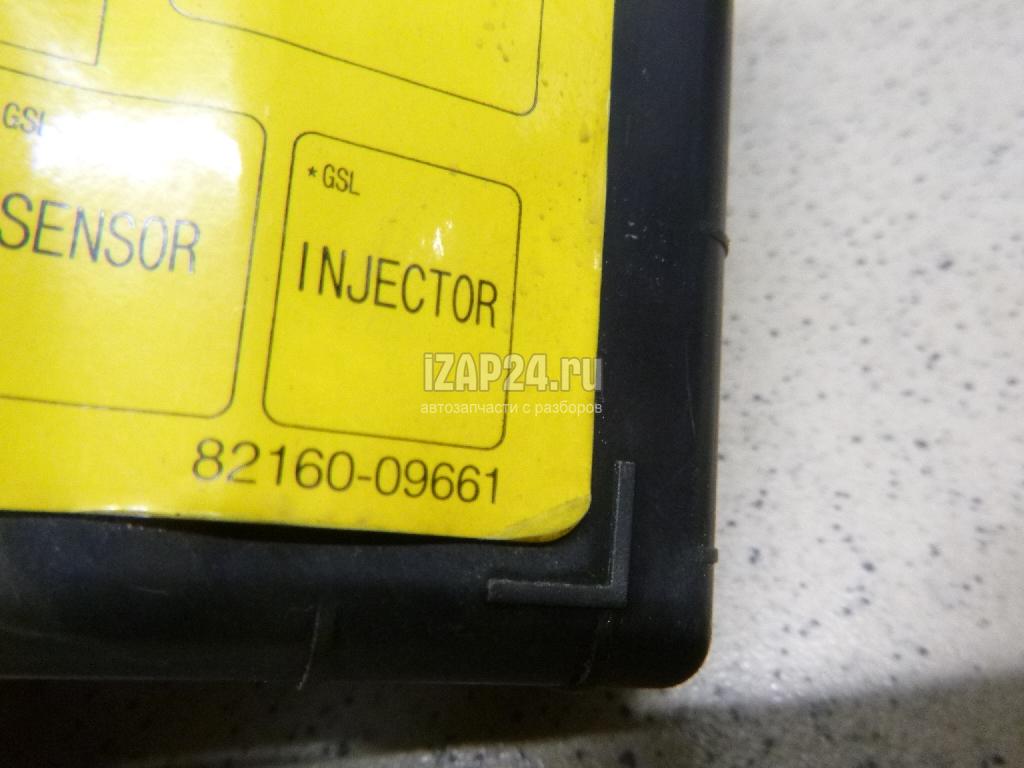 GSL
SENSOR
*GSL
INJECTOR
iZAP24.ru
автозапчасти с разборов
82160-09661